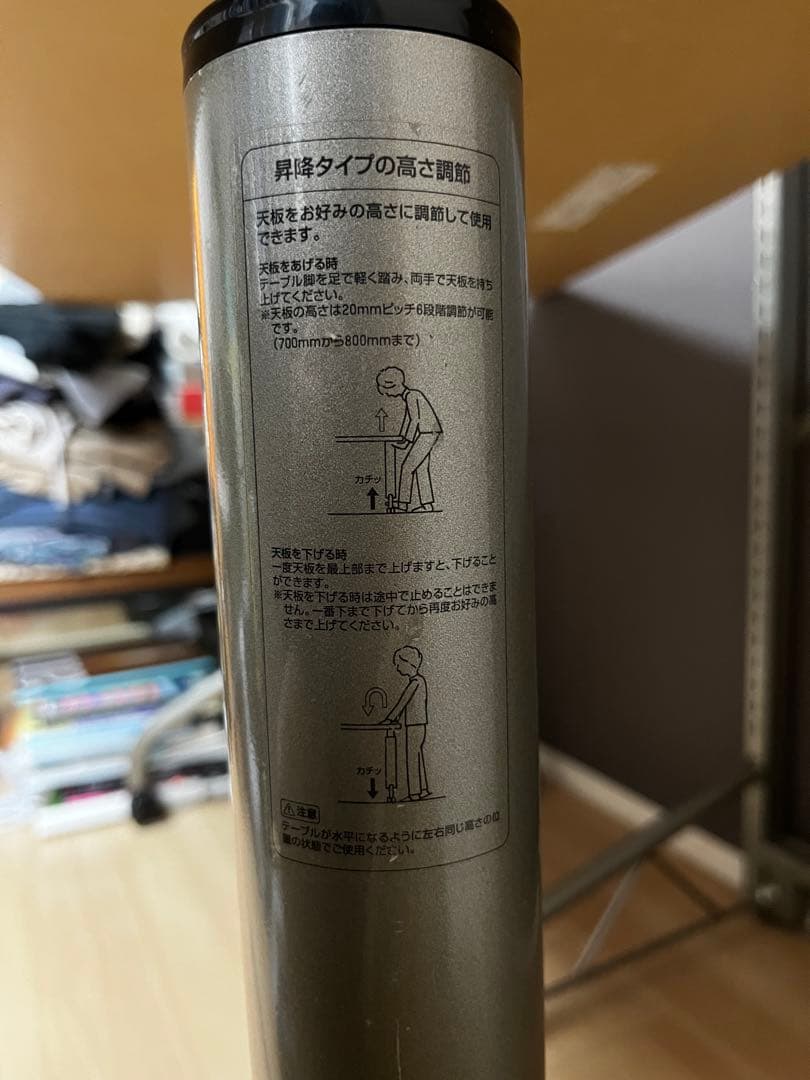 昇降タイプの高さ調節
天板をお好みの高さに調節して使用
できます。
天板をあげる時
テーブル脚を足で軽く踏み、両手で天板を持ち
上げてください。
※天板の高さは20mmピッチ6段階調節が可能
です。
(700mmから800mmまで)
カチッ
天板を下げる時
一度天板を最上部まで上げますと、下げること
ができます。
※天板を下げる時は途中で止めることはできま
せん。一番下まで下げてから再度お好みの高
さまで上げてください。
カチッ
注意
テーブルが水平になるように左右同じ高さの位
置の状態でご使用ください。